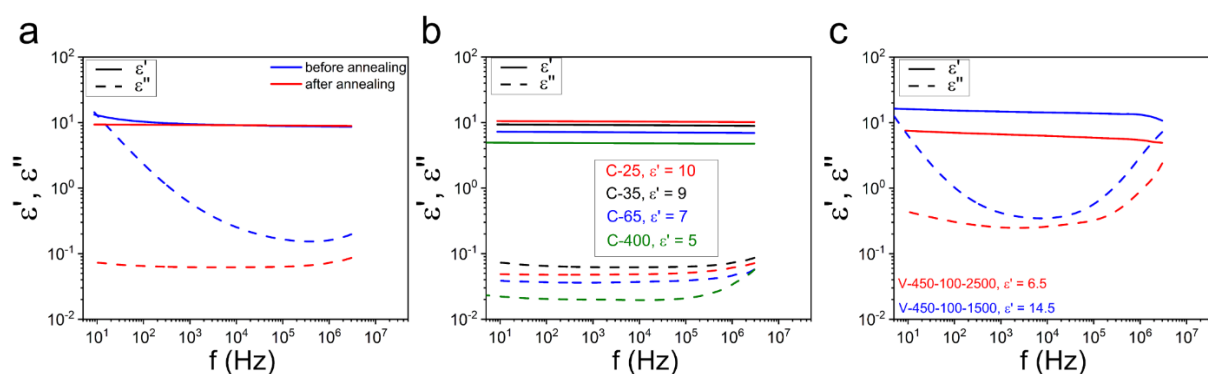 a
10²
10¹
10⁰
10⁻¹
10⁻²
ε', ε''
ε'
ε''
before annealing
after annealing
10¹ 10² 10³ 10⁴ 10⁵ 10⁶ 10⁷
f (Hz)
b
10²
10¹
10⁰
10⁻¹
10⁻²
ε'
ε''
C-25, ε' = 10
C-35, ε' = 9
C-65, ε' = 7
C-400, ε' = 5
10¹ 10² 10³ 10⁴ 10⁵ 10⁶ 10⁷
f (Hz)
c
10²
10¹
10⁰
10⁻¹
10⁻²
ε'
ε''
V-450-100-2500, ε' = 6.5
V-450-100-1500, ε' = 14.5
10¹ 10² 10³ 10⁴ 10⁵ 10⁶ 10⁷
f (Hz)